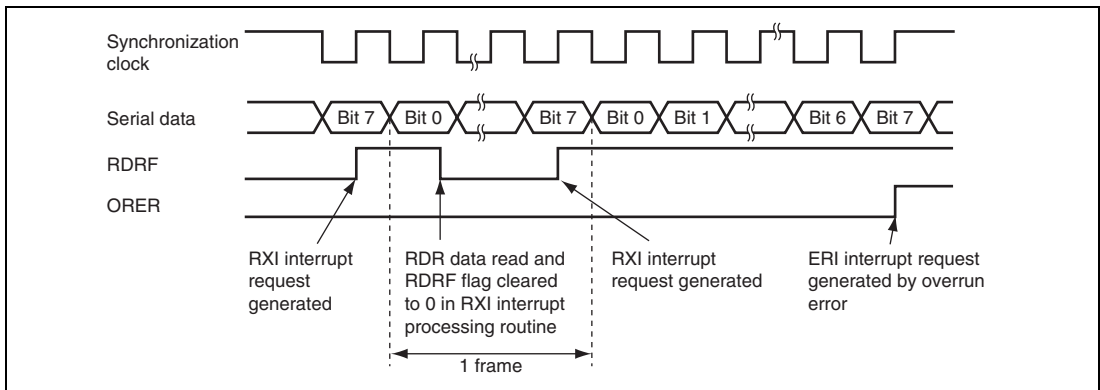 Synchronization
clock
Serial data
Bit 7
Bit 0
Bit 7
Bit 0
Bit 1
Bit 6
Bit 7
RDRF
ORER
RXI interrupt
request
generated
RDR data read and
RDRF flag cleared
to 0 in RXI interrupt
processing routine
RXI interrupt
request generated
ERI interrupt request
generated by overrun
error
1 frame